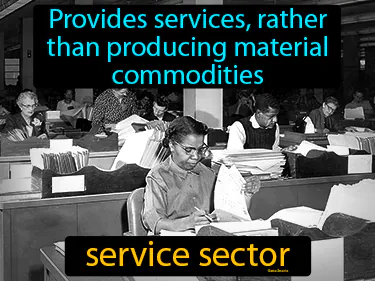 Provides services, rather
than producing material
commodities
service sector